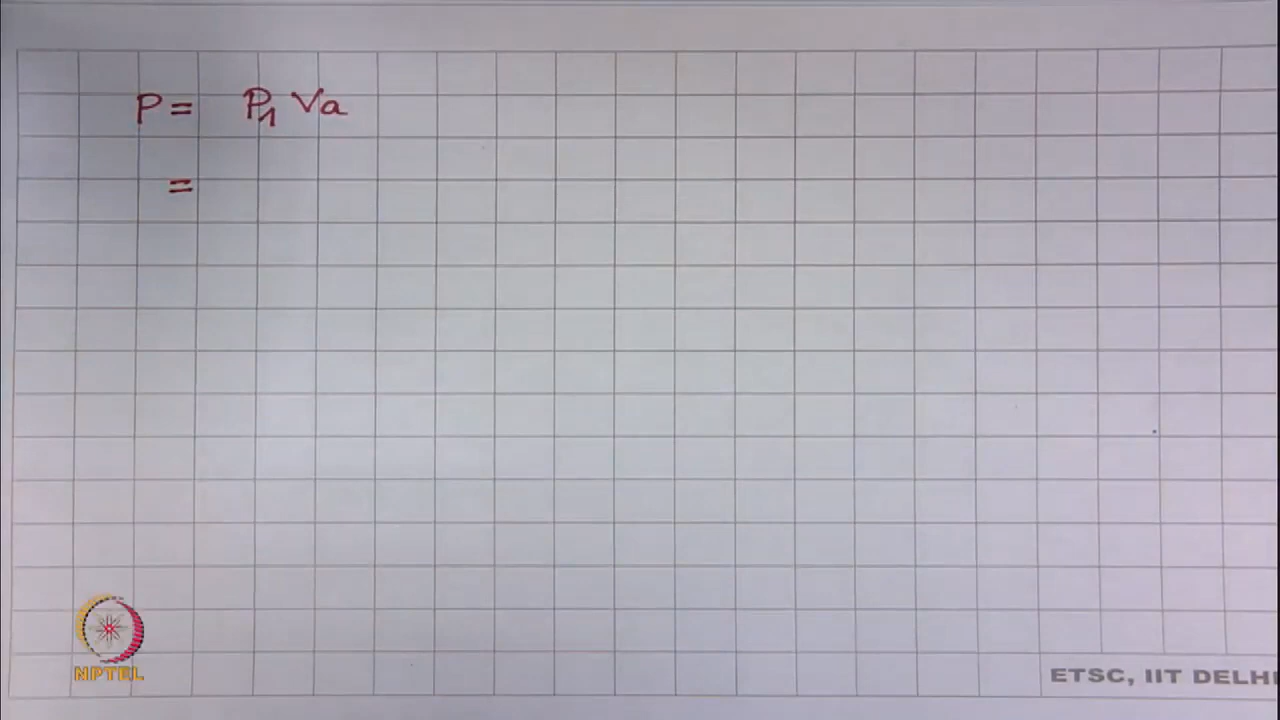 P = P₁ Va
=
NPTEL
ETSC, IIT DELHI